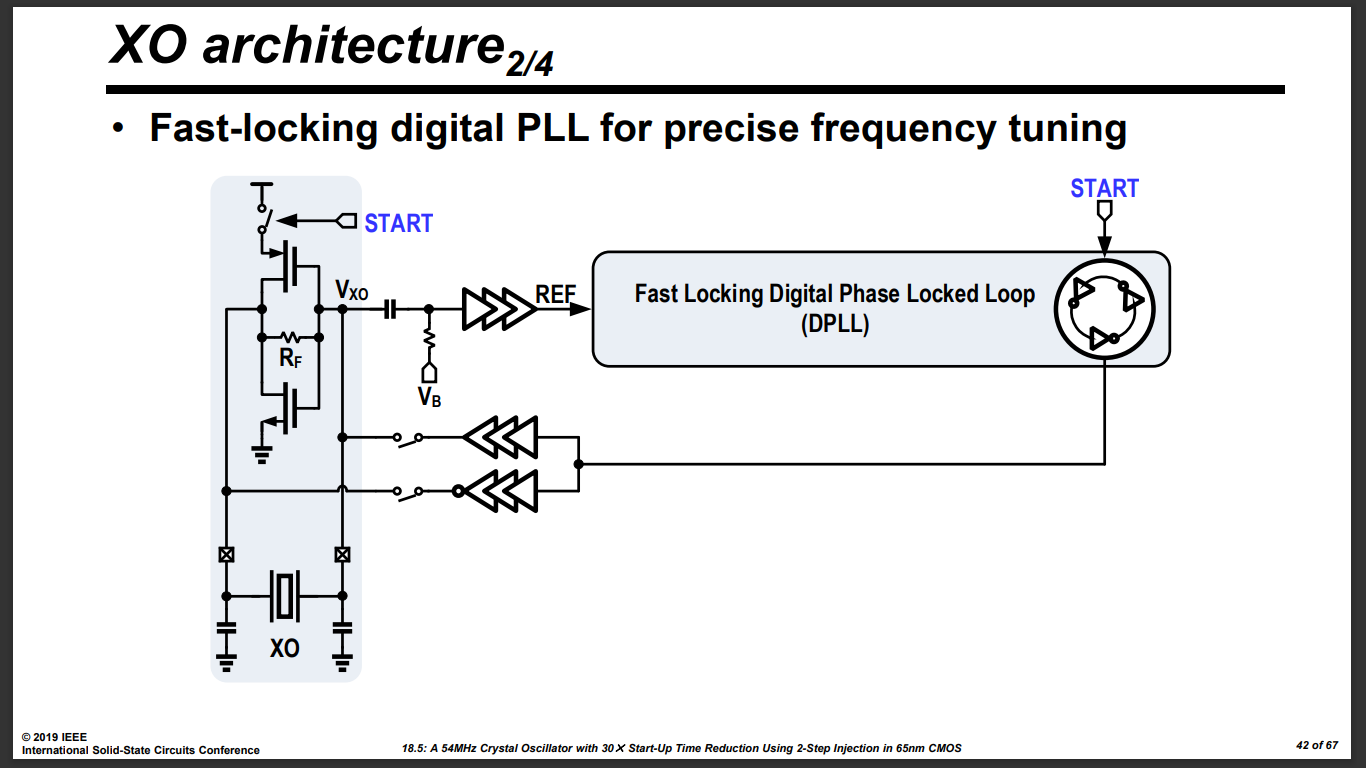 XO architecture2/4
• Fast-locking digital PLL for precise frequency tuning
START
START
VXO
REF
Fast Locking Digital Phase Locked Loop
(DPLL)
RF
VB
XO
© 2019 IEEE
International Solid-State Circuits Conference
18.5: A 54MHz Crystal Oscillator with 30X Start-Up Time Reduction Using 2-Step Injection in 65nm CMOS
42 of 67